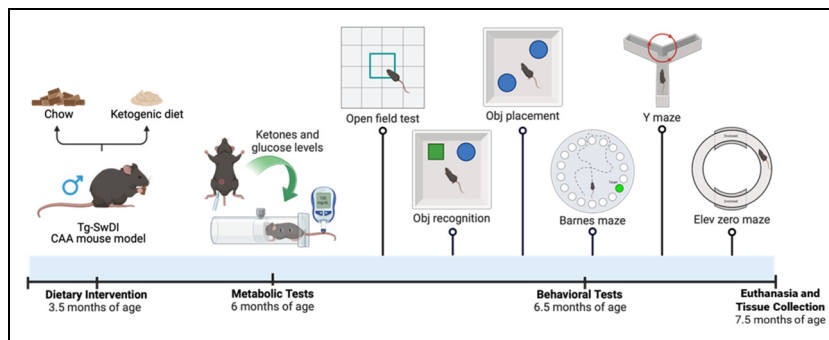 Chow
Ketogenic diet
Tg-SwDI
CAA mouse model
Ketones and
glucose levels
Open field test
Obj recognition
Obj placement
Barnes maze
Y maze
Elev zero maze
Dietary Intervention
3.5 months of age
Metabolic Tests
6 months of age
Behavioral Tests
6.5 months of age
Euthanasia and
Tissue Collection
7.5 months of age